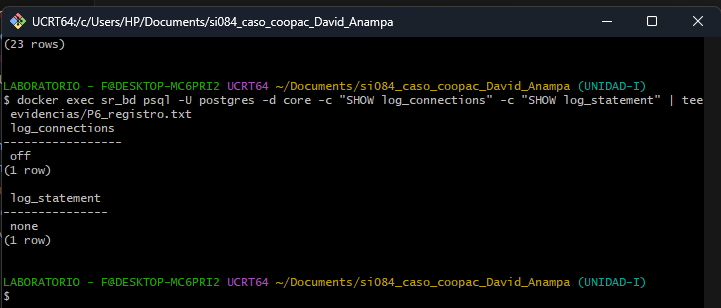 UCRT64:/c/Users/HP/Documents/si084_caso_coopac_David_Anampa
(23 rows)
LABORATORIO - F@DESKTOP-MC6PRI2 UCRT64 ~/Documents/si084_caso_coopac_David_Anampa (UNIDAD-I)
$ docker exec sr_bd psql -U postgres -d core -c "SHOW log_connections" -c "SHOW log_statement" | tee
evidencias/P6_registro.txt
log_connections
-----------------
off
(1 row)
log_statement
---------------
none
(1 row)
LABORATORIO - F@DESKTOP-MC6PRI2 UCRT64 ~/Documents/si084_caso_coopac_David_Anampa (UNIDAD-I)
$